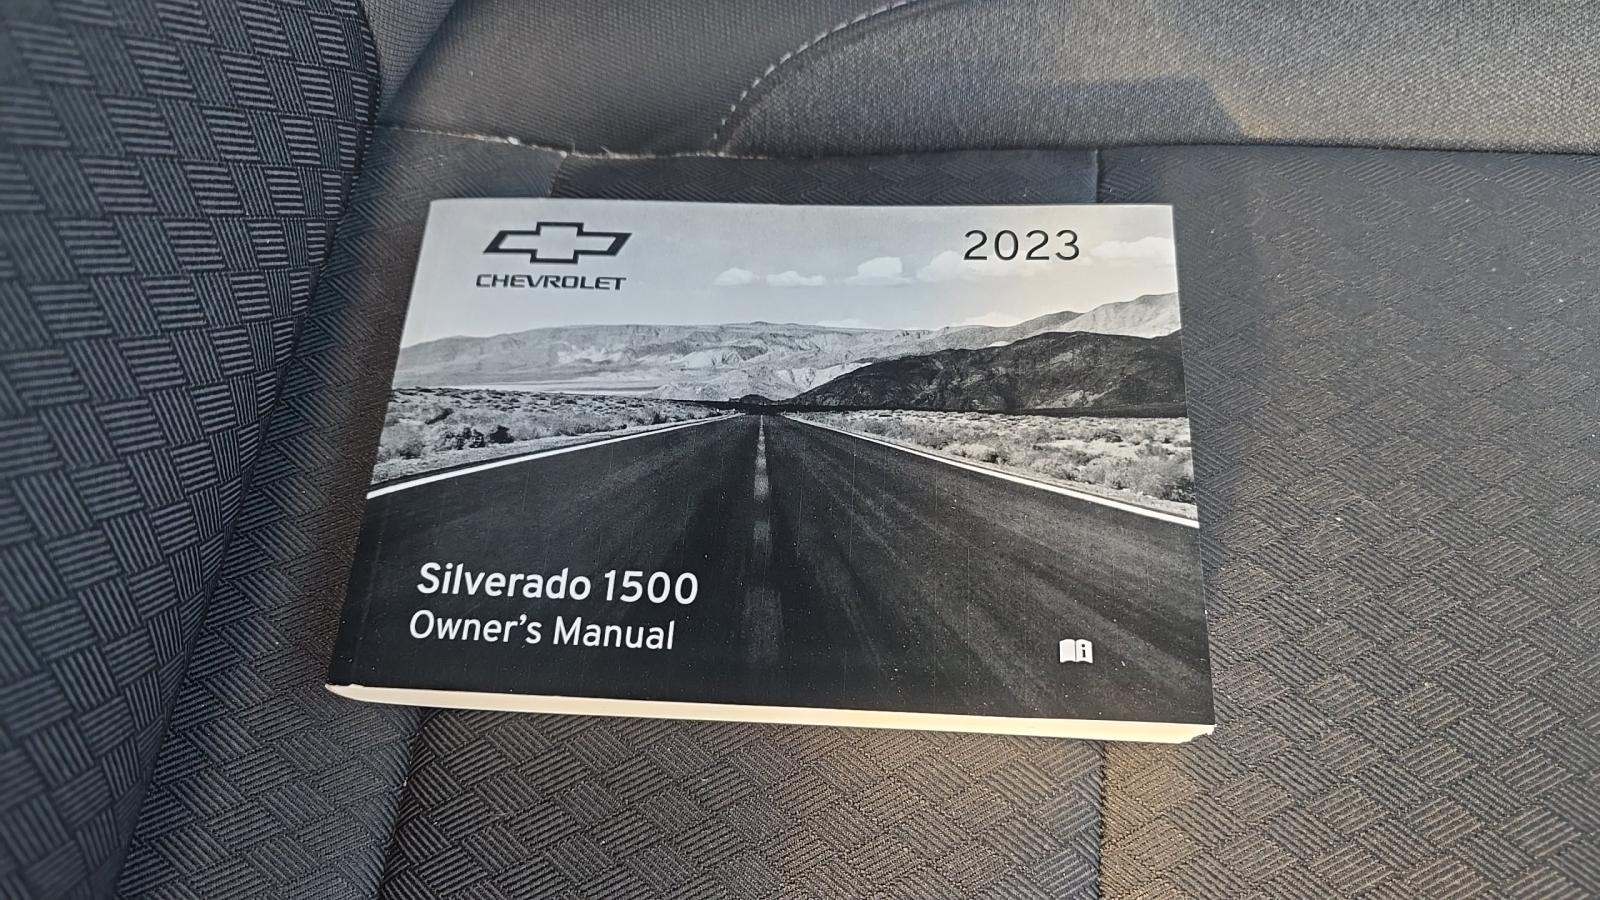 CHEVROLET
2023
Silverado 1500
Owner's Manual
i